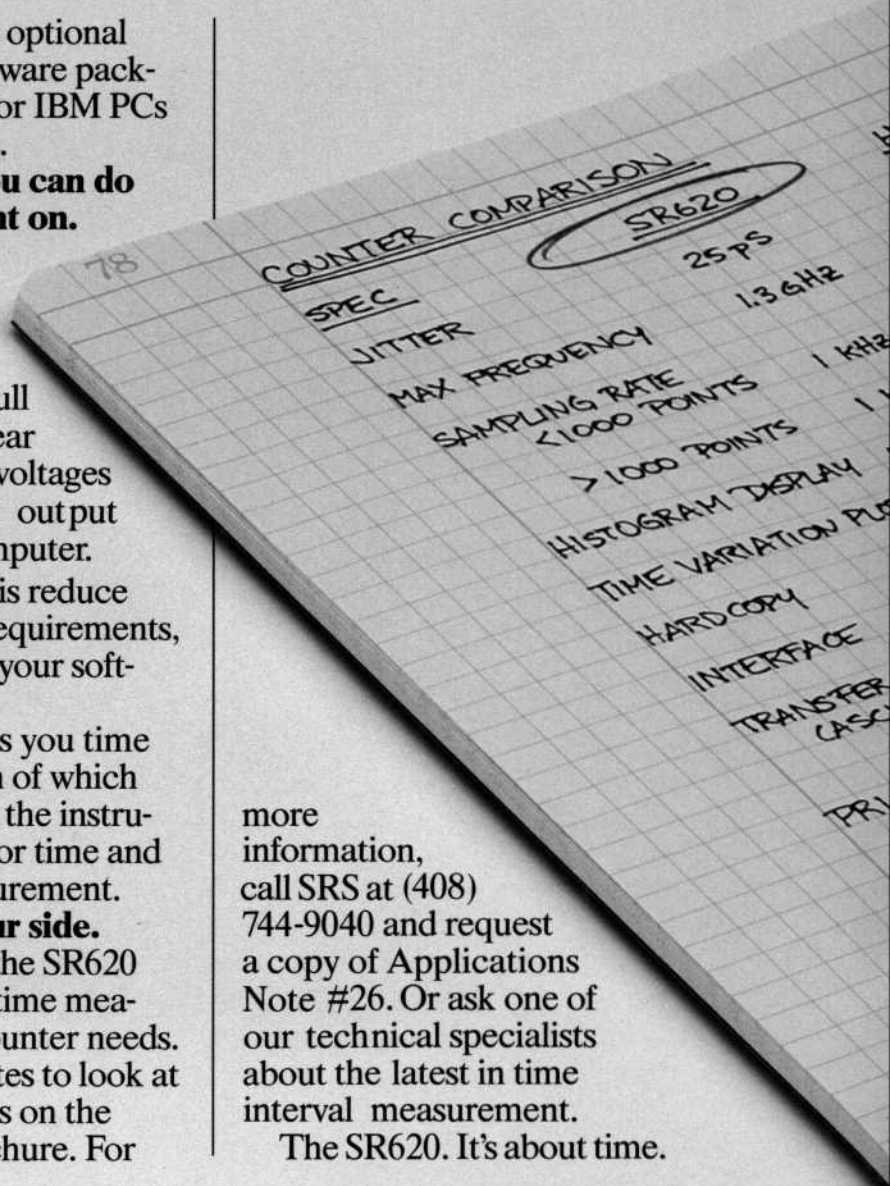 optional
ware pack-
or IBM PCs
.
u can do
nt on.
ull
ear
voltages
output
nputer.
is reduce
equirements,
your soft-
s you time
n of which
the instru-
or time and
urement.
ur side.
he SR620
time mea-
ounter needs.
tes to look at
s on the
chure. For
more
information,
call SRS at (408)
744-9040 and request
a copy of Applications
Note #26. Or ask one of
our technical specialists
about the latest in time
interval measurement.
The SR620. It's about time.
78
COUNTER COMPARISON
SPEC SR620
JITTER 25 pS
MAX FREQUENCY 1.3 GHz
SAMPLING RATE
<1000 POINTS 1 KHz
>1000 POINTS 1
HISTOGRAM DISPLAY
TIME VARIATION PLO
HARDCOPY
INTERFACE
TRANSFER
CASC
PRI